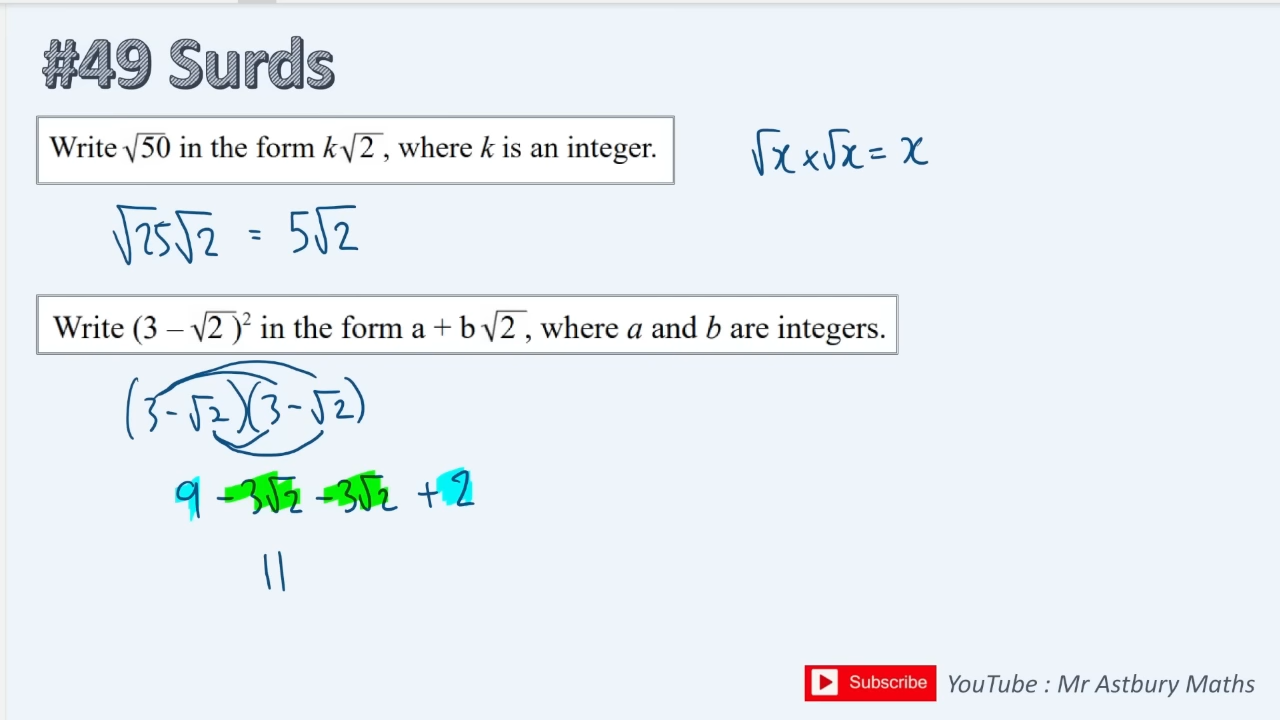 #49 Surds
Write √50 in the form k√2, where k is an integer.
√x × √x = x
√25√2 = 5√2
Write (3 – √2)² in the form a + b√2, where a and b are integers.
(3-√2)(3-√2)
9 -3√2 -3√2 +2
11
Subscribe
YouTube : Mr Astbury Maths